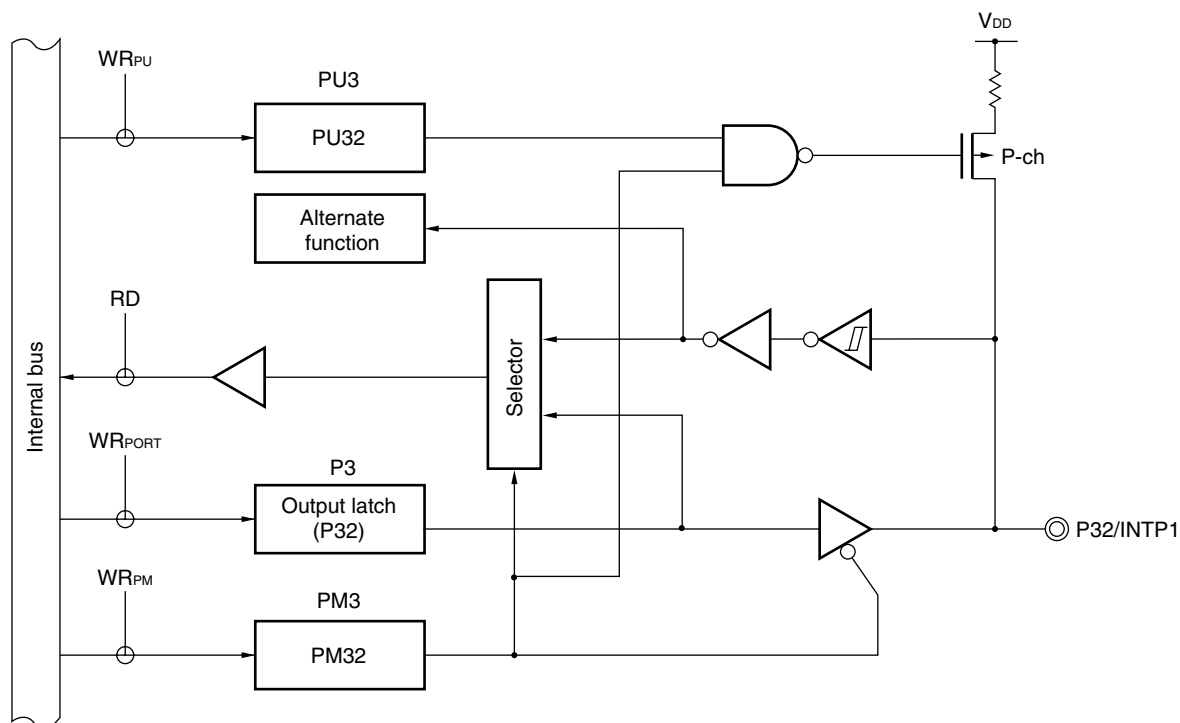 VDD
WRPU
PU3
PU32
P-ch
Alternate
function
RD
Selector
Internal bus
WRPORT
P3
Output latch
(P32)
P32/INTP1
WRPM
PM3
PM32